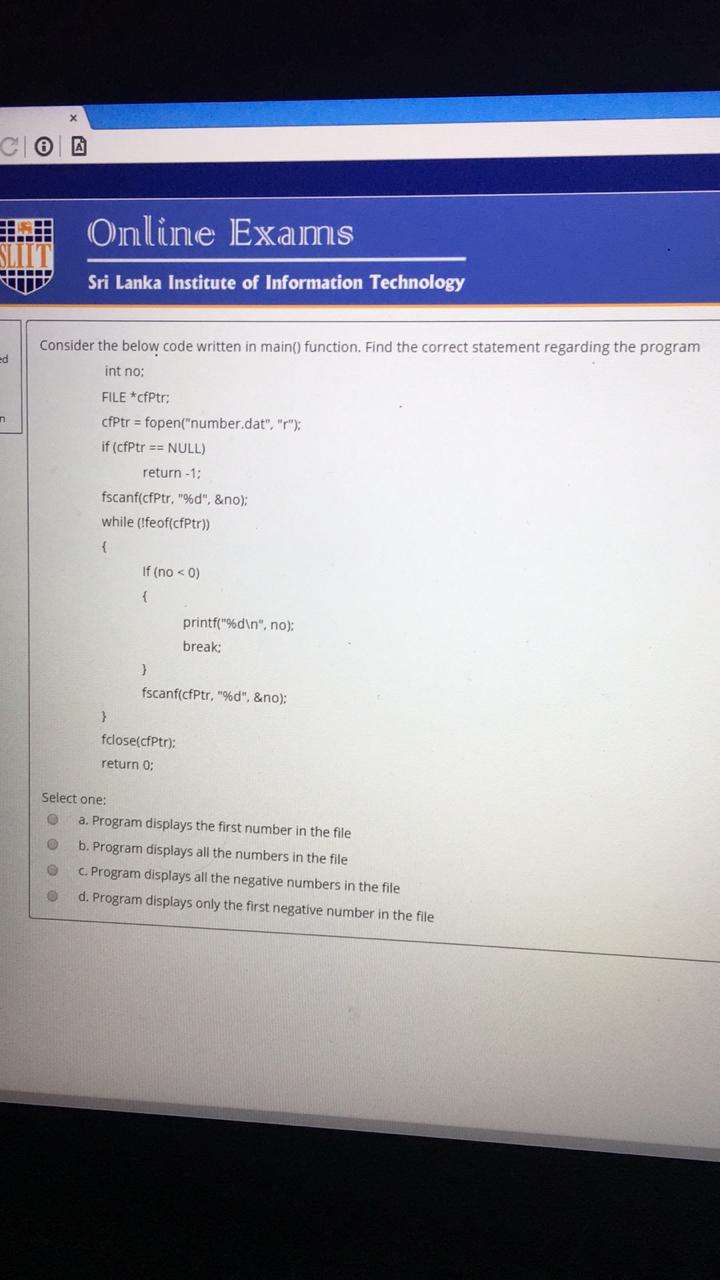 x
SLIIT
Online Exams
Sri Lanka Institute of Information Technology
ed
n
Consider the below code written in main() function. Find the correct statement regarding the program
int no;
FILE *cfPtr;
cfPtr = fopen("number.dat", "r");
if (cfPtr == NULL)
return -1;
fscanf(cfPtr, "%d", &no);
while (!feof(cfPtr))
{
If (no < 0)
{
printf("%d\n", no);
break;
}
fscanf(cfPtr, "%d", &no);
}
fclose(cfPtr);
return 0;
Select one:
a. Program displays the first number in the file
b. Program displays all the numbers in the file
c. Program displays all the negative numbers in the file
d. Program displays only the first negative number in the file